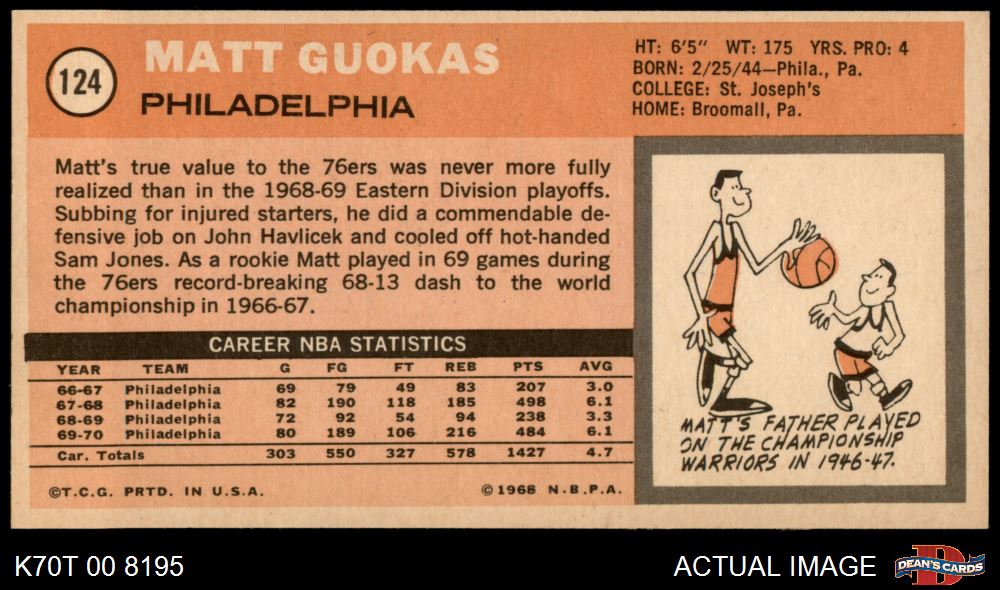 124
MATT GUOKAS
PHILADELPHIA
HT: 6'5" WT: 175 YRS. PRO: 4
BORN: 2/25/44—Phila., Pa.
COLLEGE: St. Joseph's
HOME: Broomall, Pa.
Matt's true value to the 76ers was never more fully
realized than in the 1968-69 Eastern Division playoffs.
Subbing for injured starters, he did a commendable de-
fensive job on John Havlicek and cooled off hot-handed
Sam Jones. As a rookie Matt played in 69 games during
the 76ers record-breaking 68-13 dash to the world
championship in 1966-67.
CAREER NBA STATISTICS
YEAR TEAM G FG FT REB PTS AVG
66-67 Philadelphia 69 79 49 83 207 3.0
67-68 Philadelphia 82 190 118 185 498 6.1
68-69 Philadelphia 72 92 54 94 238 3.3
69-70 Philadelphia 80 189 106 216 484 6.1
Car. Totals 303 550 327 578 1427 4.7
©T.C.G. PRTD. IN U.S.A. ©1968 N.B.P.A.
MATT'S FATHER PLAYED
ON THE CHAMPIONSHIP
WARRIORS IN 1946-47.
K70T 00 8195
ACTUAL IMAGE
D
DEAN'S CARDS